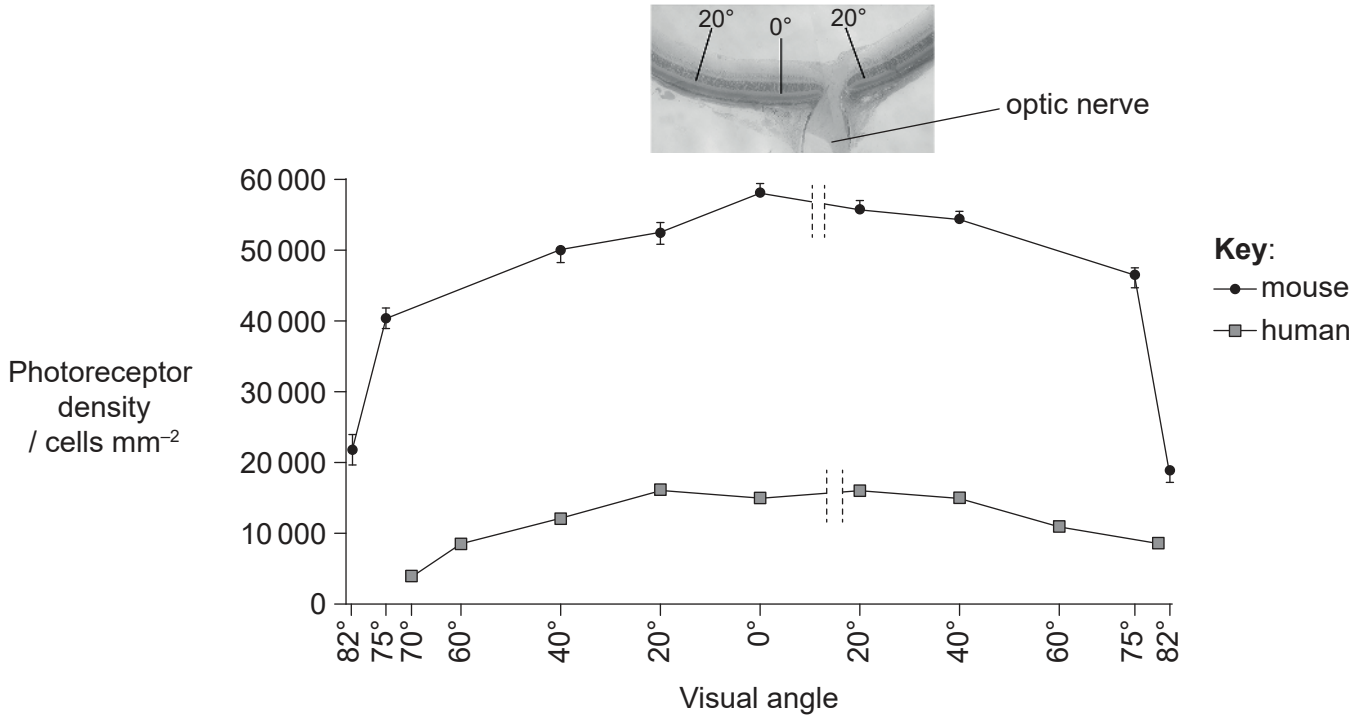 20° 0° 20°
optic nerve
60 000
50 000
40 000
30 000
20 000
10 000
0
Photoreceptor
density
/ cells mm⁻²
Key:
mouse
human
82° 75° 70° 60° 40° 20° 0° 20° 40° 60° 75° 82°
Visual angle